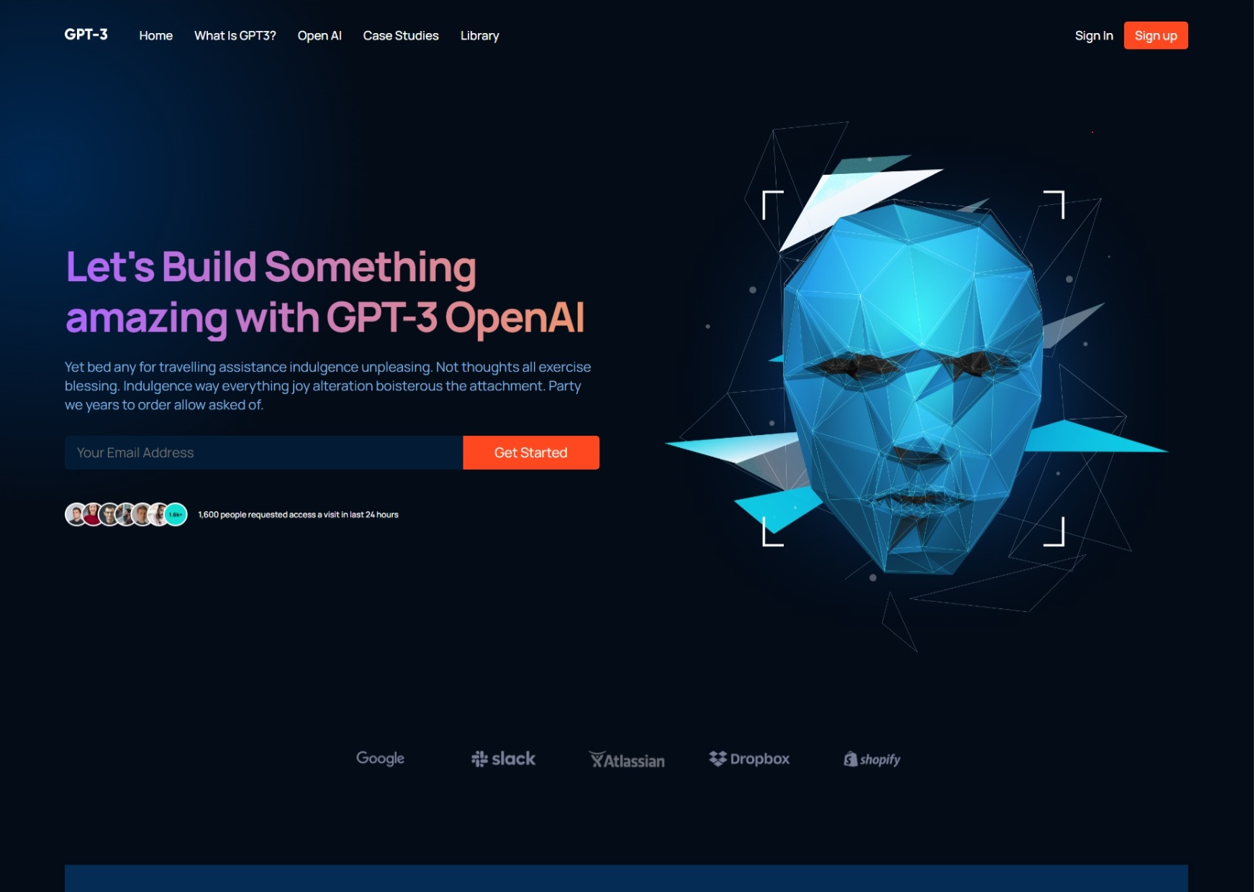 GPT-3 Home What Is GPT3? Open AI Case Studies Library Sign In Sign up
Let's Build Something
amazing with GPT-3 OpenAI
Yet bed any for travelling assistance indulgence unpleasing. Not thoughts all exercise
blessing. Indulgence way everything joy alteration boisterous the attachment. Party
we years to order allow asked of.
Your Email Address Get Started
1.6k+ 1,600 people requested access a visit in last 24 hours
Google slack Atlassian Dropbox shopify